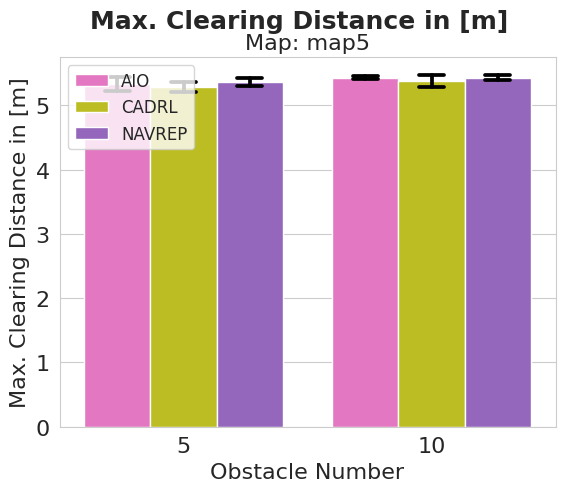 Max. Clearing Distance in [m]
Map: map5
AIO
CADRL
NAVREP
Max. Clearing Distance in [m]
5
4
3
2
1
0
5
10
Obstacle Number